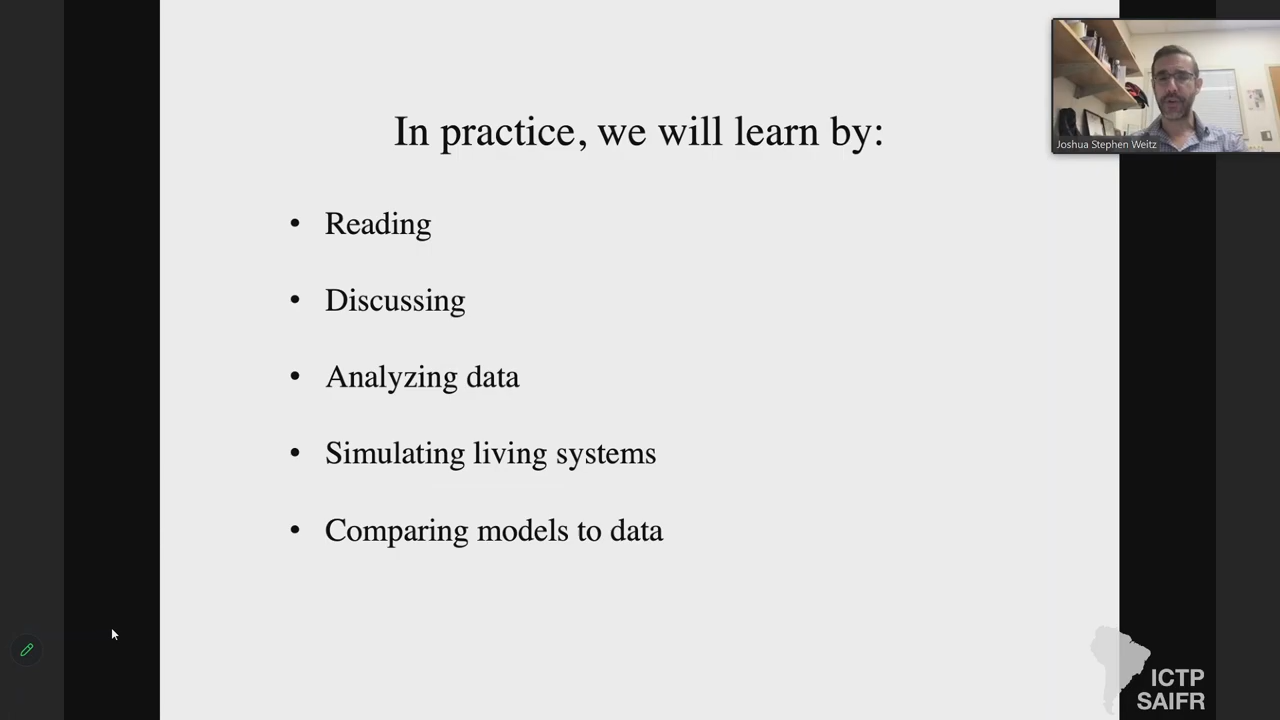 In practice, we will learn by:
• Reading
• Discussing
• Analyzing data
• Simulating living systems
• Comparing models to data
Joshua Stephen Weitz
ICTP
SAIFR